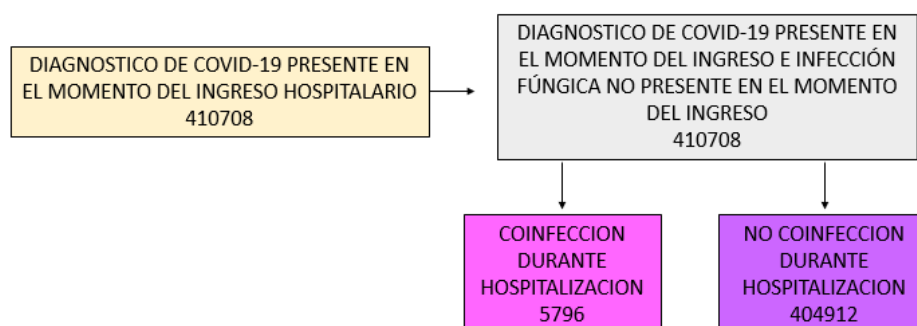 DIAGNOSTICO DE COVID-19 PRESENTE EN
EL MOMENTO DEL INGRESO HOSPITALARIO
410708
DIAGNOSTICO DE COVID-19 PRESENTE EN
EL MOMENTO DEL INGRESO E INFECCIÓN
FÚNGICA NO PRESENTE EN EL MOMENTO
DEL INGRESO
410708
COINFECCION
DURANTE
HOSPITALIZACION
5796
NO COINFECCION
DURANTE
HOSPITALIZACION
404912